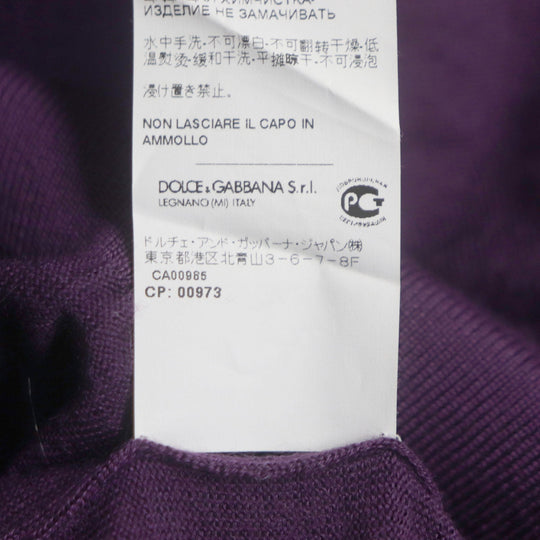 ИЗДЕЛИЕ НЕ ЗАМАЧИВАТЬ
水中手洗·不可漂白·不可翻转干燥·低
温熨烫·缓和干洗·平摊晾干·不可浸泡
浸け置き禁止。
NON LASCIARE IL CAPO IN
AMMOLLO
DOLCE & GABBANA S.r.l.
LEGNANO (MI) ITALY
ДОБРОВОЛЬНАЯ
РСТ
СЕРТИФИКАЦИЯ
ドルチェ·アンド·ガッバーナ·ジャパン(株)
東京都港区北青山3-6-7-8F
CA00985
CP: 00973